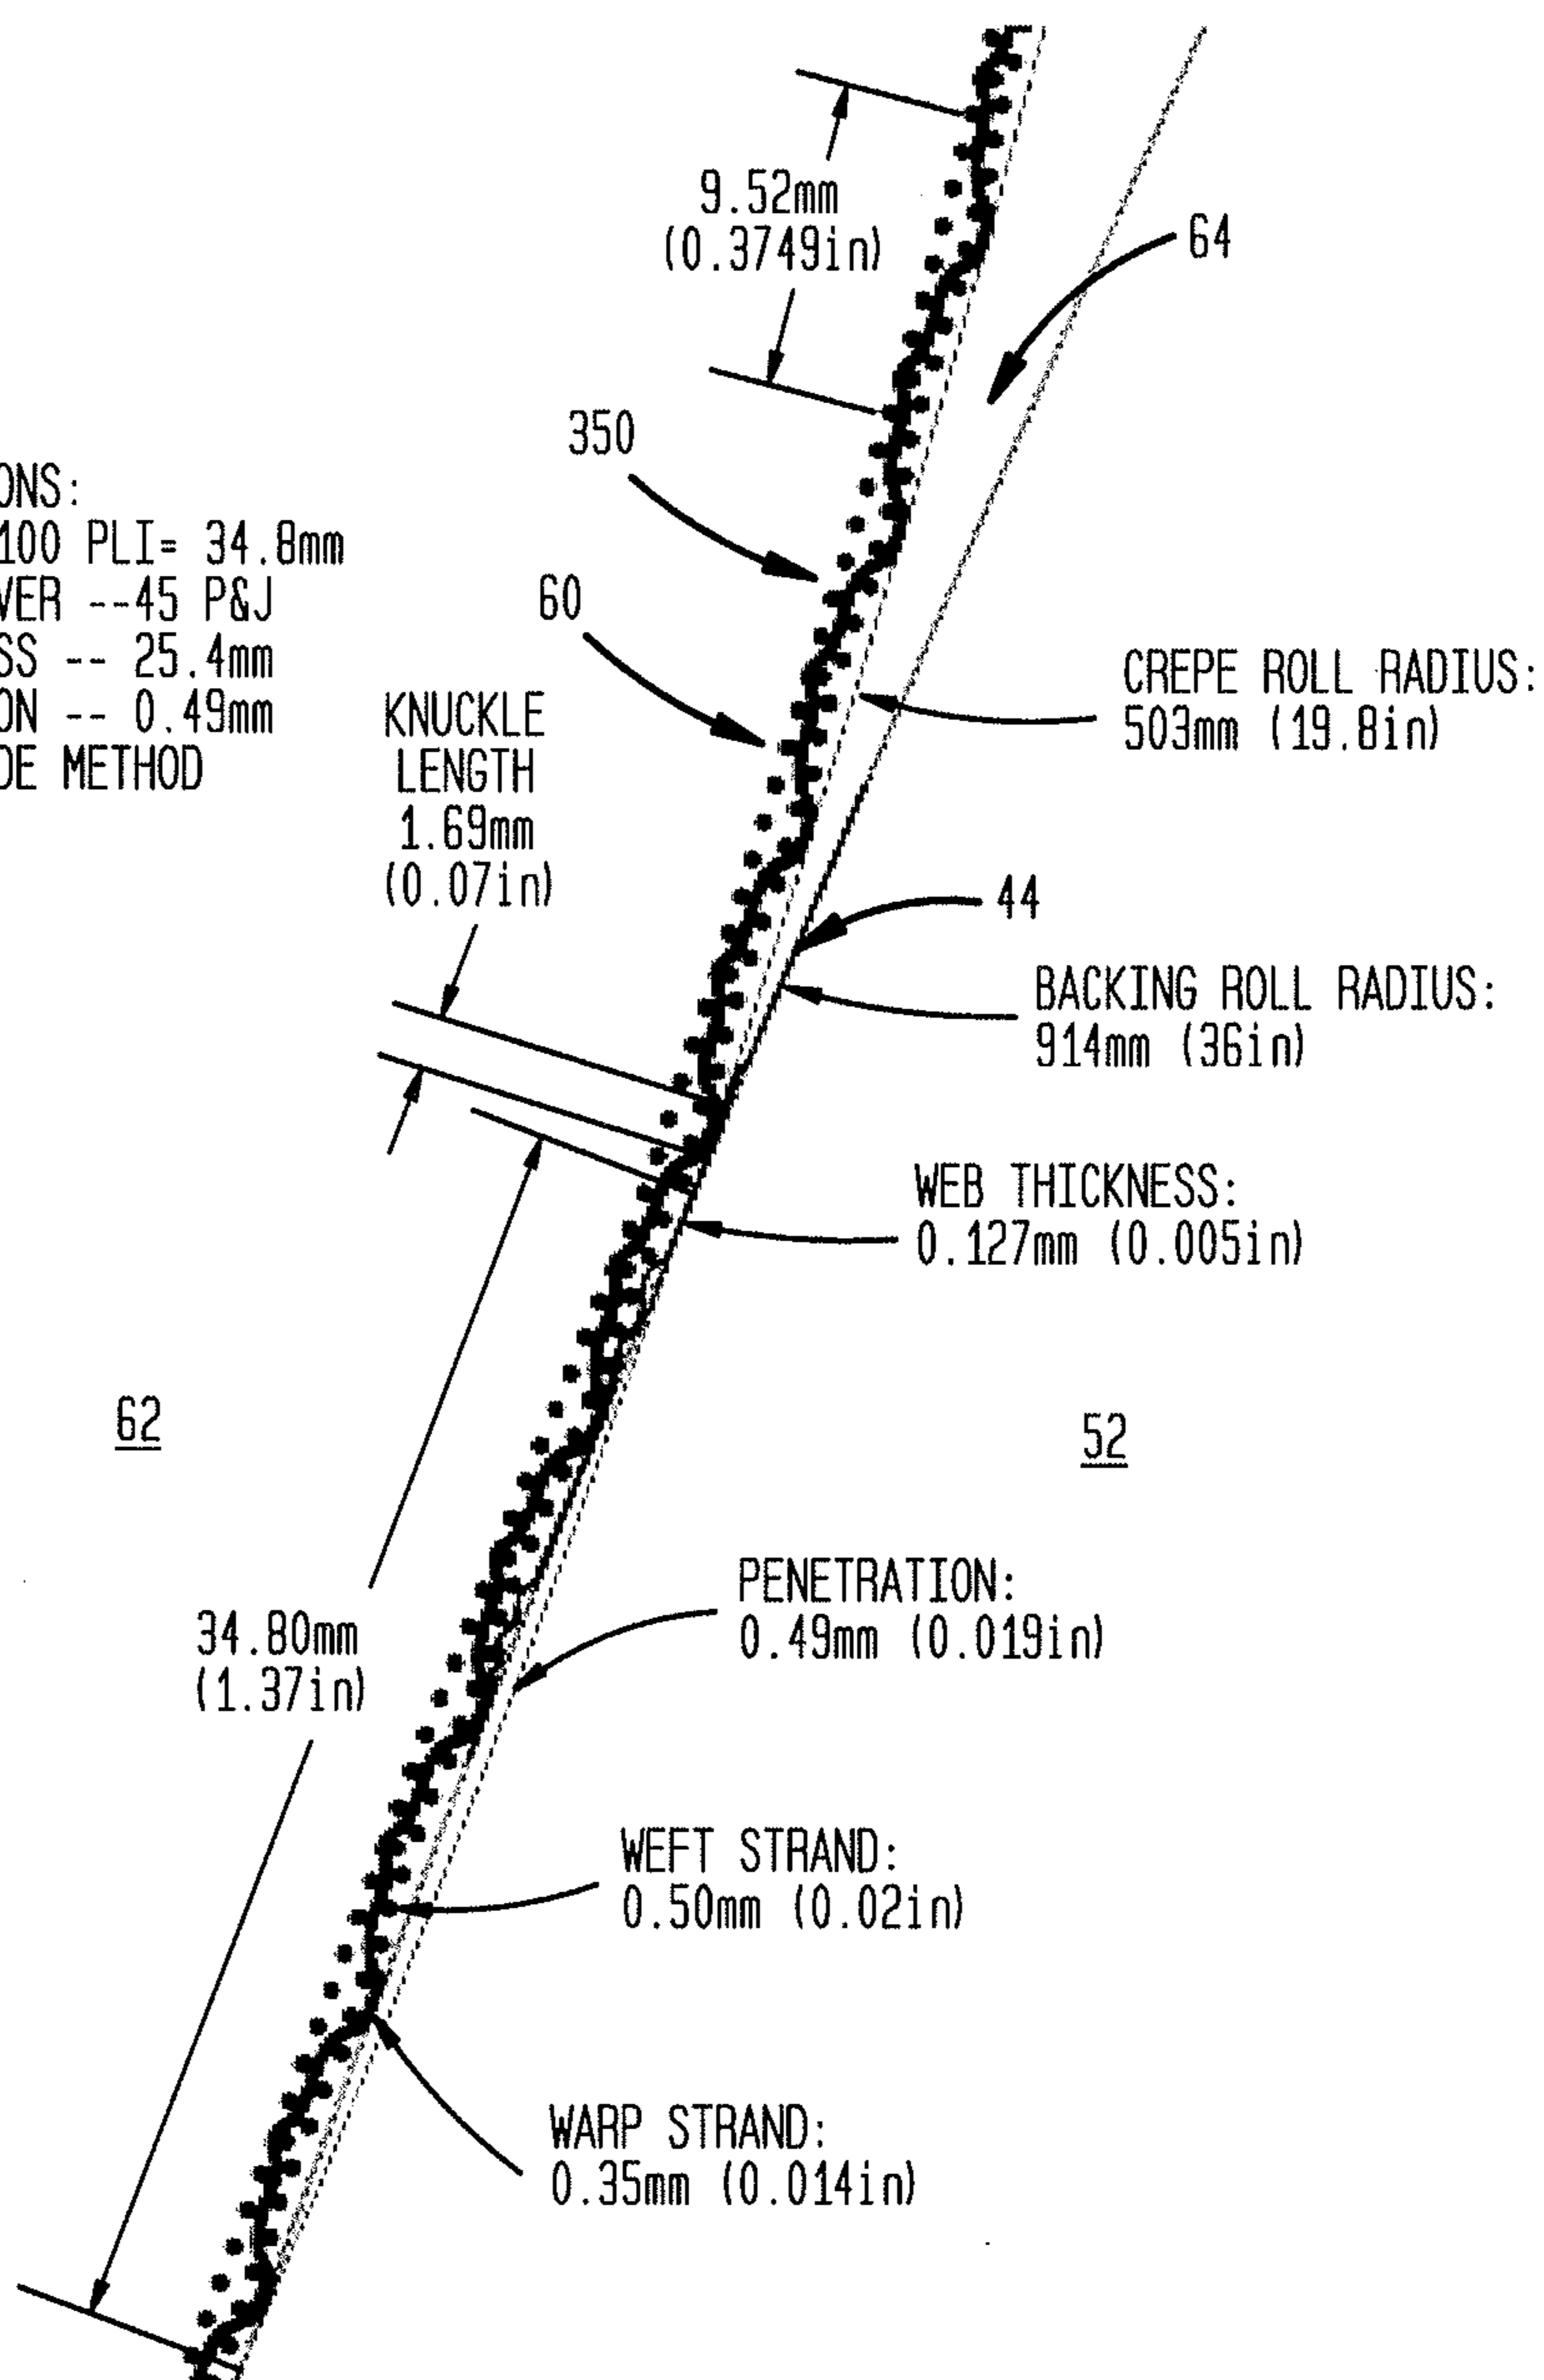 9.52mm
(0.3749in)
64
350
ONS:
100 PLI= 34.8mm
VER --45 P&J
SS -- 25.4mm
ON -- 0.49mm
DE METHOD
60
KNUCKLE
LENGTH
1.69mm
(0.07in)
CREPE ROLL RADIUS:
503mm (19.8in)
44
BACKING ROLL RADIUS:
914mm (36in)
WEB THICKNESS:
0.127mm (0.005in)
62
52
34.80mm
(1.37in)
PENETRATION:
0.49mm (0.019in)
WEFT STRAND:
0.50mm (0.02in)
WARP STRAND:
0.35mm (0.014in)